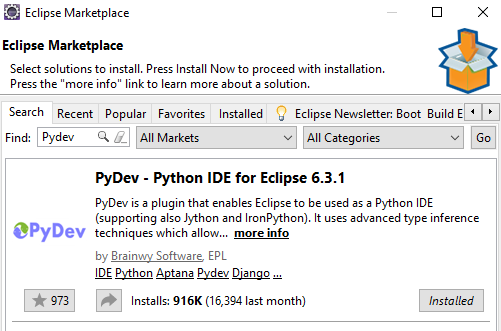 Eclipse Marketplace
Eclipse Marketplace
Select solutions to install. Press Install Now to proceed with installation.
Press the "more info" link to learn more about a solution.
Search Recent Popular Favorites Installed Eclipse Newsletter: Boot Build E
Find: Pydev All Markets All Categories Go
PyDev - Python IDE for Eclipse 6.3.1
PyDev is a plugin that enables Eclipse to be used as a Python IDE
(supporting also Jython and IronPython). It uses advanced type inference
techniques which allow... more info
PyDev
by Brainwy Software, EPL
IDE Python Aptana Pydev Django ...
973 Installs: 916K (16,394 last month) Installed